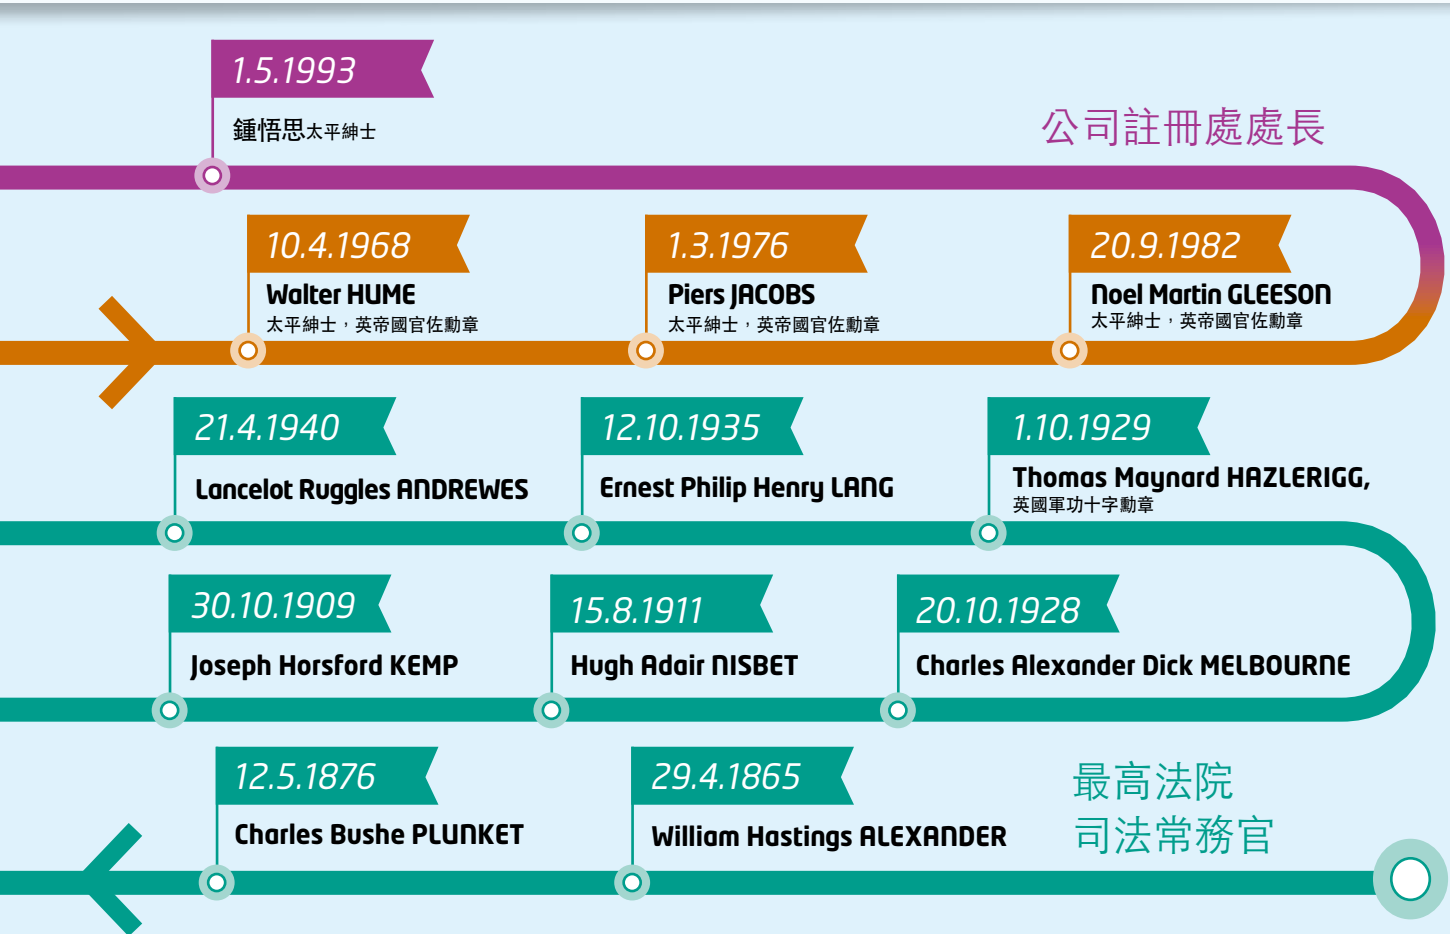 1.5.1993
鍾悟思太平紳士
公司註冊處處長
10.4.1968
Walter HUME
太平紳士，英帝國官佐勳章
1.3.1976
Piers JACOBS
太平紳士，英帝國官佐勳章
20.9.1982
Noel Martin GLEESON
太平紳士，英帝國官佐勳章
21.4.1940
Lancelot Ruggles ANDREWES
12.10.1935
Ernest Philip Henry LANG
1.10.1929
Thomas Maynard HAZLERIGG,
英國軍功十字勳章
30.10.1909
Joseph Horsford KEMP
15.8.1911
Hugh Adair NISBET
20.10.1928
Charles Alexander Dick MELBOURNE
12.5.1876
Charles Bushe PLUNKET
29.4.1865
William Hastings ALEXANDER
最高法院
司法常務官